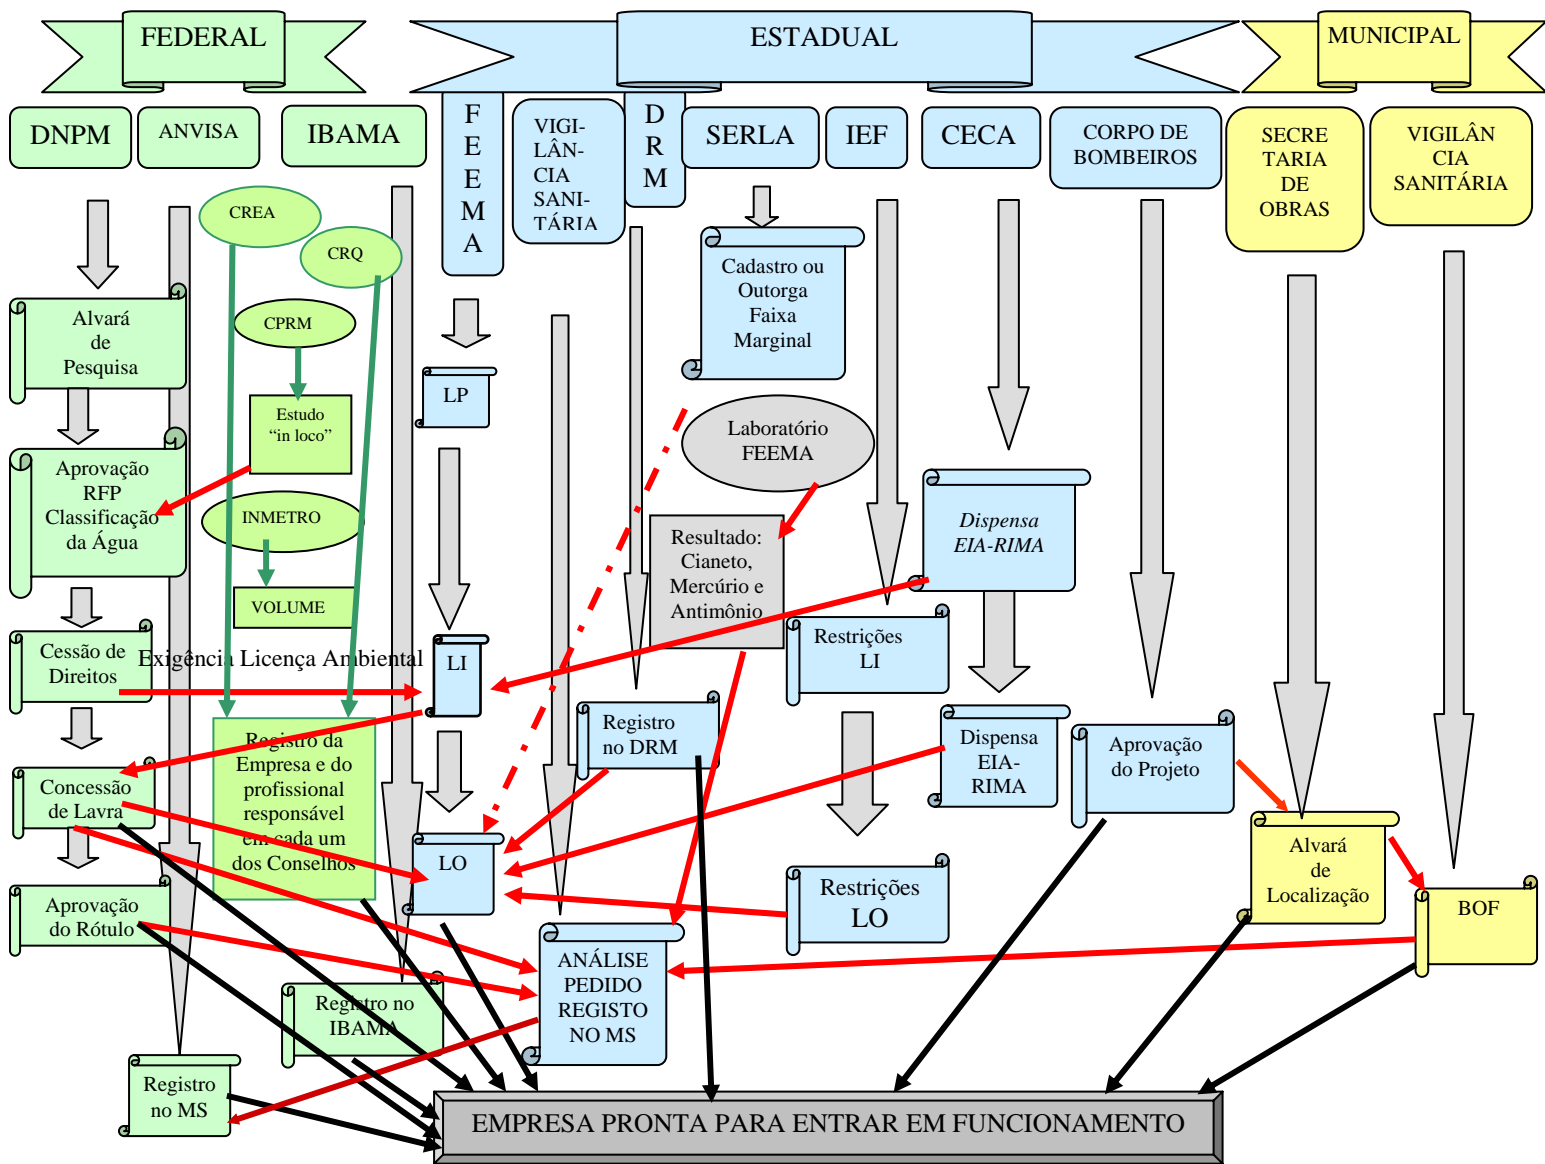 FEDERAL
ESTADUAL
MUNICIPAL
DNPM
ANVISA
IBAMA
F
E
E
M
A
VIGI-
LÂN-
CIA
SANI-
TÁRIA
D
R
M
SERLA
IEF
CECA
CORPO DE
BOMBEIROS
SECRE
TARIA
DE
OBRAS
VIGILÂN
CIA
SANITÁRIA
CREA
CRQ
CPRM
Alvará
de
Pesquisa
Cadastro ou
Outorga
Faixa
Marginal
LP
Estudo
“in loco”
Laboratório
FEEMA
Aprovação
RFP
Classificação
da Água
INMETRO
VOLUME
Resultado:
Cianeto,
Mercúrio e
Antimônio
Dispensa
EIA-RIMA
Cessão de
Direitos
Exigência Licença Ambiental
LI
Restrições
LI
Registro da
Empresa e do
profissional
responsável
em cada um
dos Conselhos
Registro
no DRM
Dispensa
EIA-
RIMA
Aprovação
do Projeto
Concessão
de Lavra
LO
Alvará
de
Localização
Restrições
LO
BOF
Aprovação
do Rótulo
ANÁLISE
PEDIDO
REGISTO
NO MS
Registro no
IBAMA
Registro
no MS
EMPRESA PRONTA PARA ENTRAR EM FUNCIONAMENTO